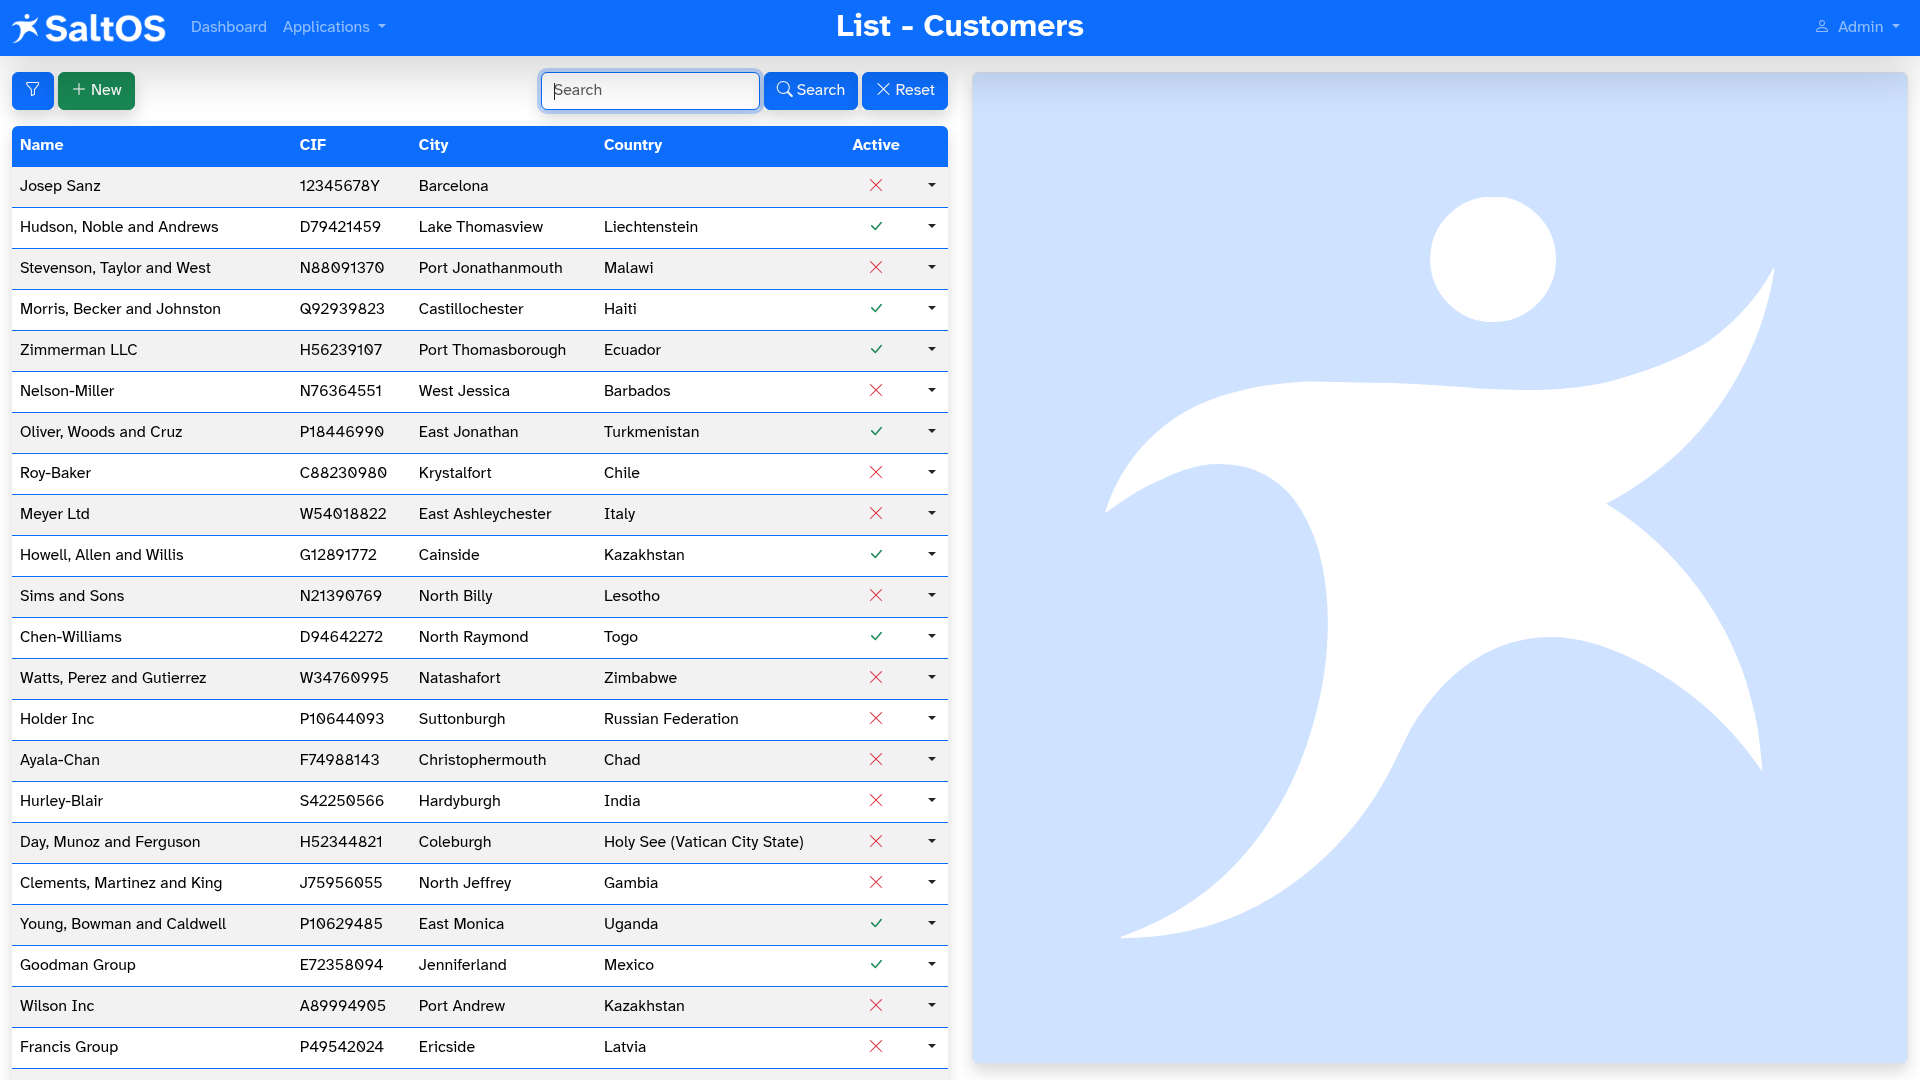 SaltOS Dashboard Applications List - Customers Admin
New Search Search Reset
Name CIF City Country Active
Josep Sanz 12345678Y Barcelona
Hudson, Noble and Andrews D79421459 Lake Thomasview Liechtenstein
Stevenson, Taylor and West N88091370 Port Jonathanmouth Malawi
Morris, Becker and Johnston Q92939823 Castillochester Haiti
Zimmerman LLC H56239107 Port Thomasborough Ecuador
Nelson-Miller N76364551 West Jessica Barbados
Oliver, Woods and Cruz P18446990 East Jonathan Turkmenistan
Roy-Baker C88230980 Krystalfort Chile
Meyer Ltd W54018822 East Ashleychester Italy
Howell, Allen and Willis G12891772 Cainside Kazakhstan
Sims and Sons N21390769 North Billy Lesotho
Chen-Williams D94642272 North Raymond Togo
Watts, Perez and Gutierrez W34760995 Natashafort Zimbabwe
Holder Inc P10644093 Suttonburgh Russian Federation
Ayala-Chan F74988143 Christophermouth Chad
Hurley-Blair S42250566 Hardyburgh India
Day, Munoz and Ferguson H52344821 Coleburgh Holy See (Vatican City State)
Clements, Martinez and King J75956055 North Jeffrey Gambia
Young, Bowman and Caldwell P10629485 East Monica Uganda
Goodman Group E72358094 Jenniferland Mexico
Wilson Inc A89994905 Port Andrew Kazakhstan
Francis Group P49542024 Ericside Latvia